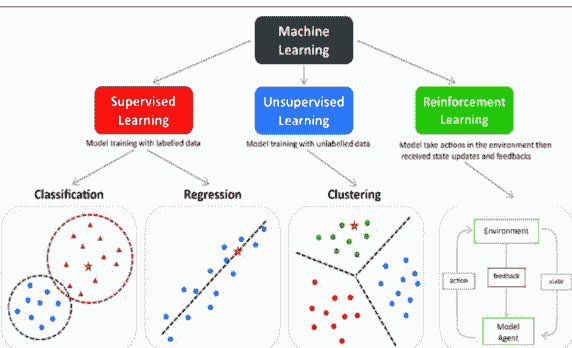 Machine
Learning
Supervised
Learning
Unsupervised
Learning
Reinforcement
Learning
Model training with labelled data
Model training with unlabelled data
Model take actions in the environment then
received state updates and feedbacks
Classification
Regression
Clustering
Environment
action
feedback
state
Model
Agent